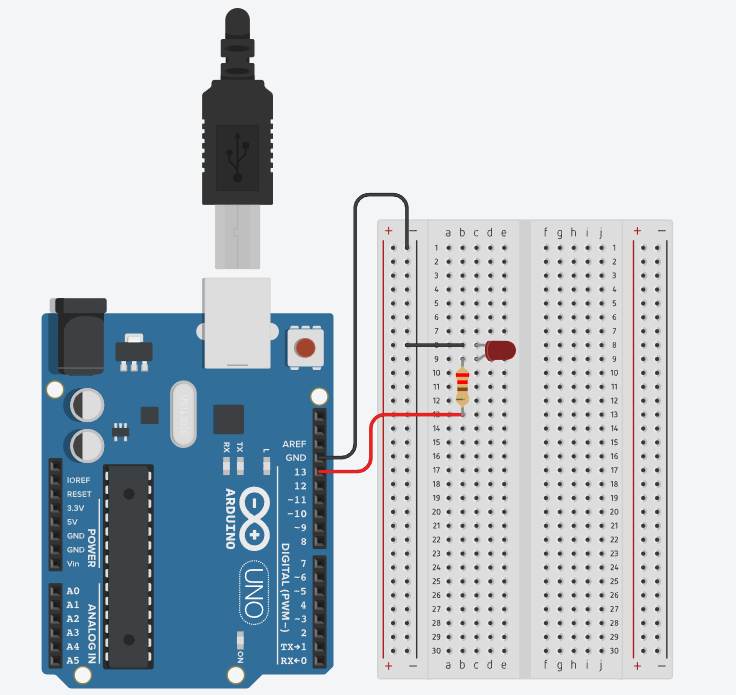 + − a b c d e f g h i j + −
1 1
2 2
3 3
4 4
5 5
6 6
7 7
8 8
9 9
10 10
11 11
12 12
13 13
14 14
15 15
16 16
17 17
18 18
19 19
20 20
21 21
22 22
23 23
24 24
25 25
26 26
27 27
28 28
29 29
30 30
+ − a b c d e f g h i j + −
AREF
GND
13
12
~11
~10
~9
8
7
~6
~5
4
~3
2
TX→1
RX←0
DIGITAL (PWM~)
L
TX
RX
ARDUINO
UNO
ON
IOREF
RESET
3.3V
5V
GND
GND
Vin
POWER
A0
A1
A2
A3
A4
A5
ANALOG IN